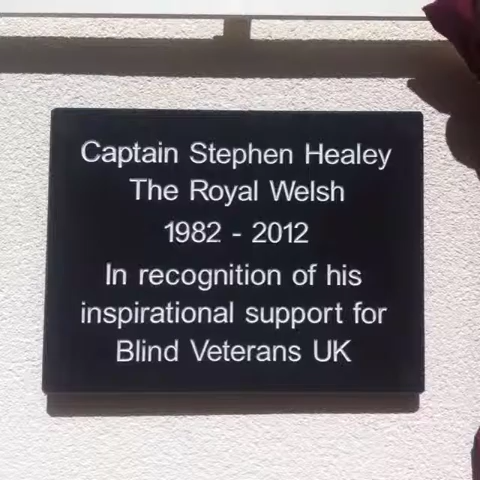 Captain Stephen Healey
The Royal Welsh
1982 - 2012
In recognition of his
inspirational support for
Blind Veterans UK